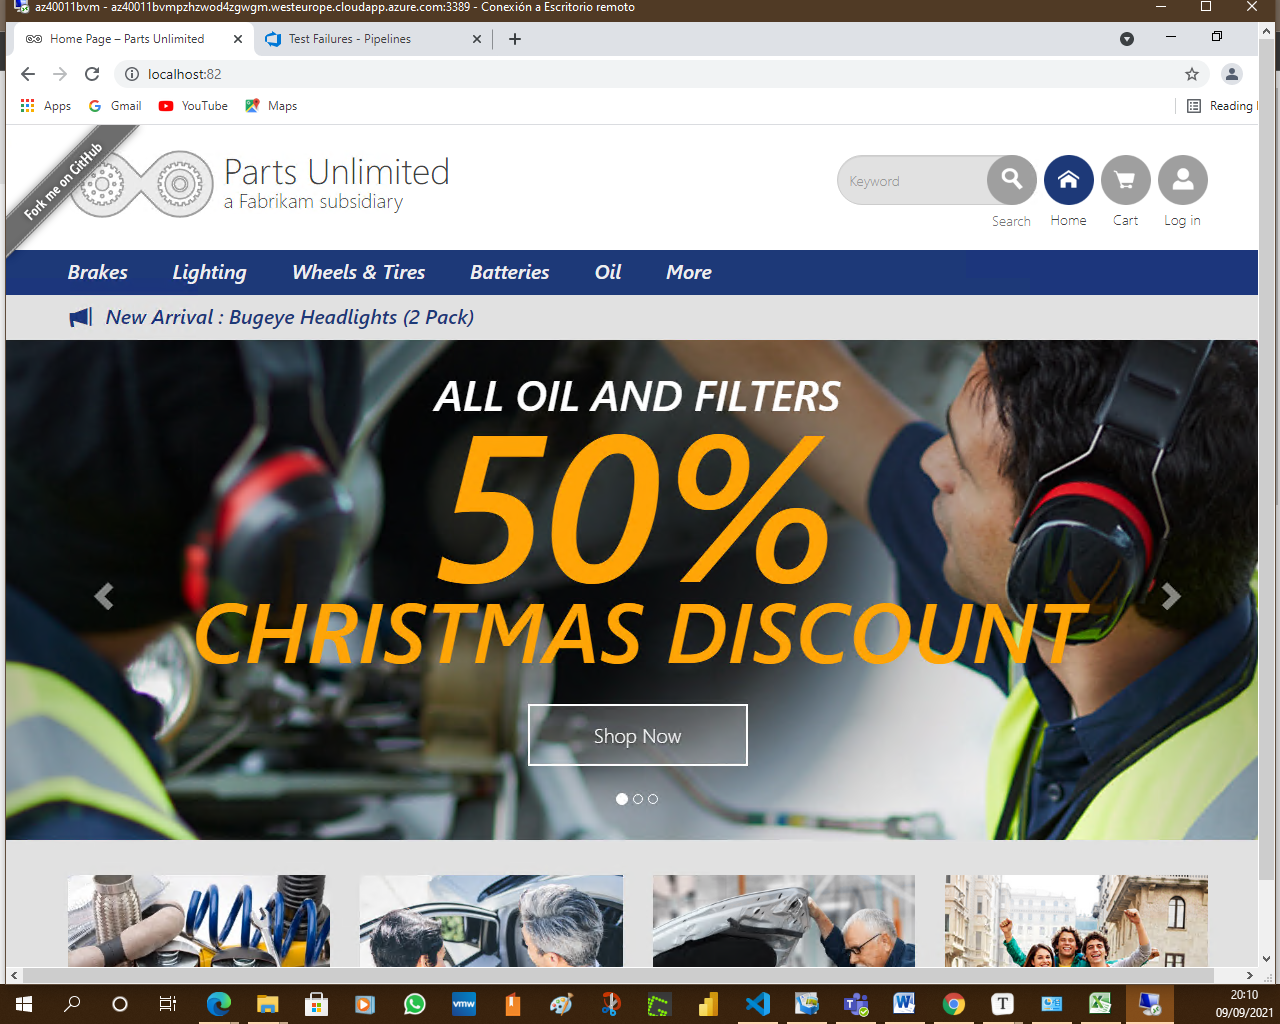 az40011bvm - az40011bvmpzhzwod4zgwgm.westeurope.cloudapp.azure.com:3389 - Conexión a Escritorio remoto
Home Page – Parts Unlimited
Test Failures - Pipelines
localhost:82
Apps
Gmail
YouTube
Maps
Reading
Fork me on GitHub
Parts Unlimited
a Fabrikam subsidiary
Keyword
Search
Home
Cart
Log in
Brakes
Lighting
Wheels & Tires
Batteries
Oil
More
New Arrival : Bugeye Headlights (2 Pack)
ALL OIL AND FILTERS
50%
CHRISTMAS DISCOUNT
Shop Now
vmw
20:10
09/09/2021